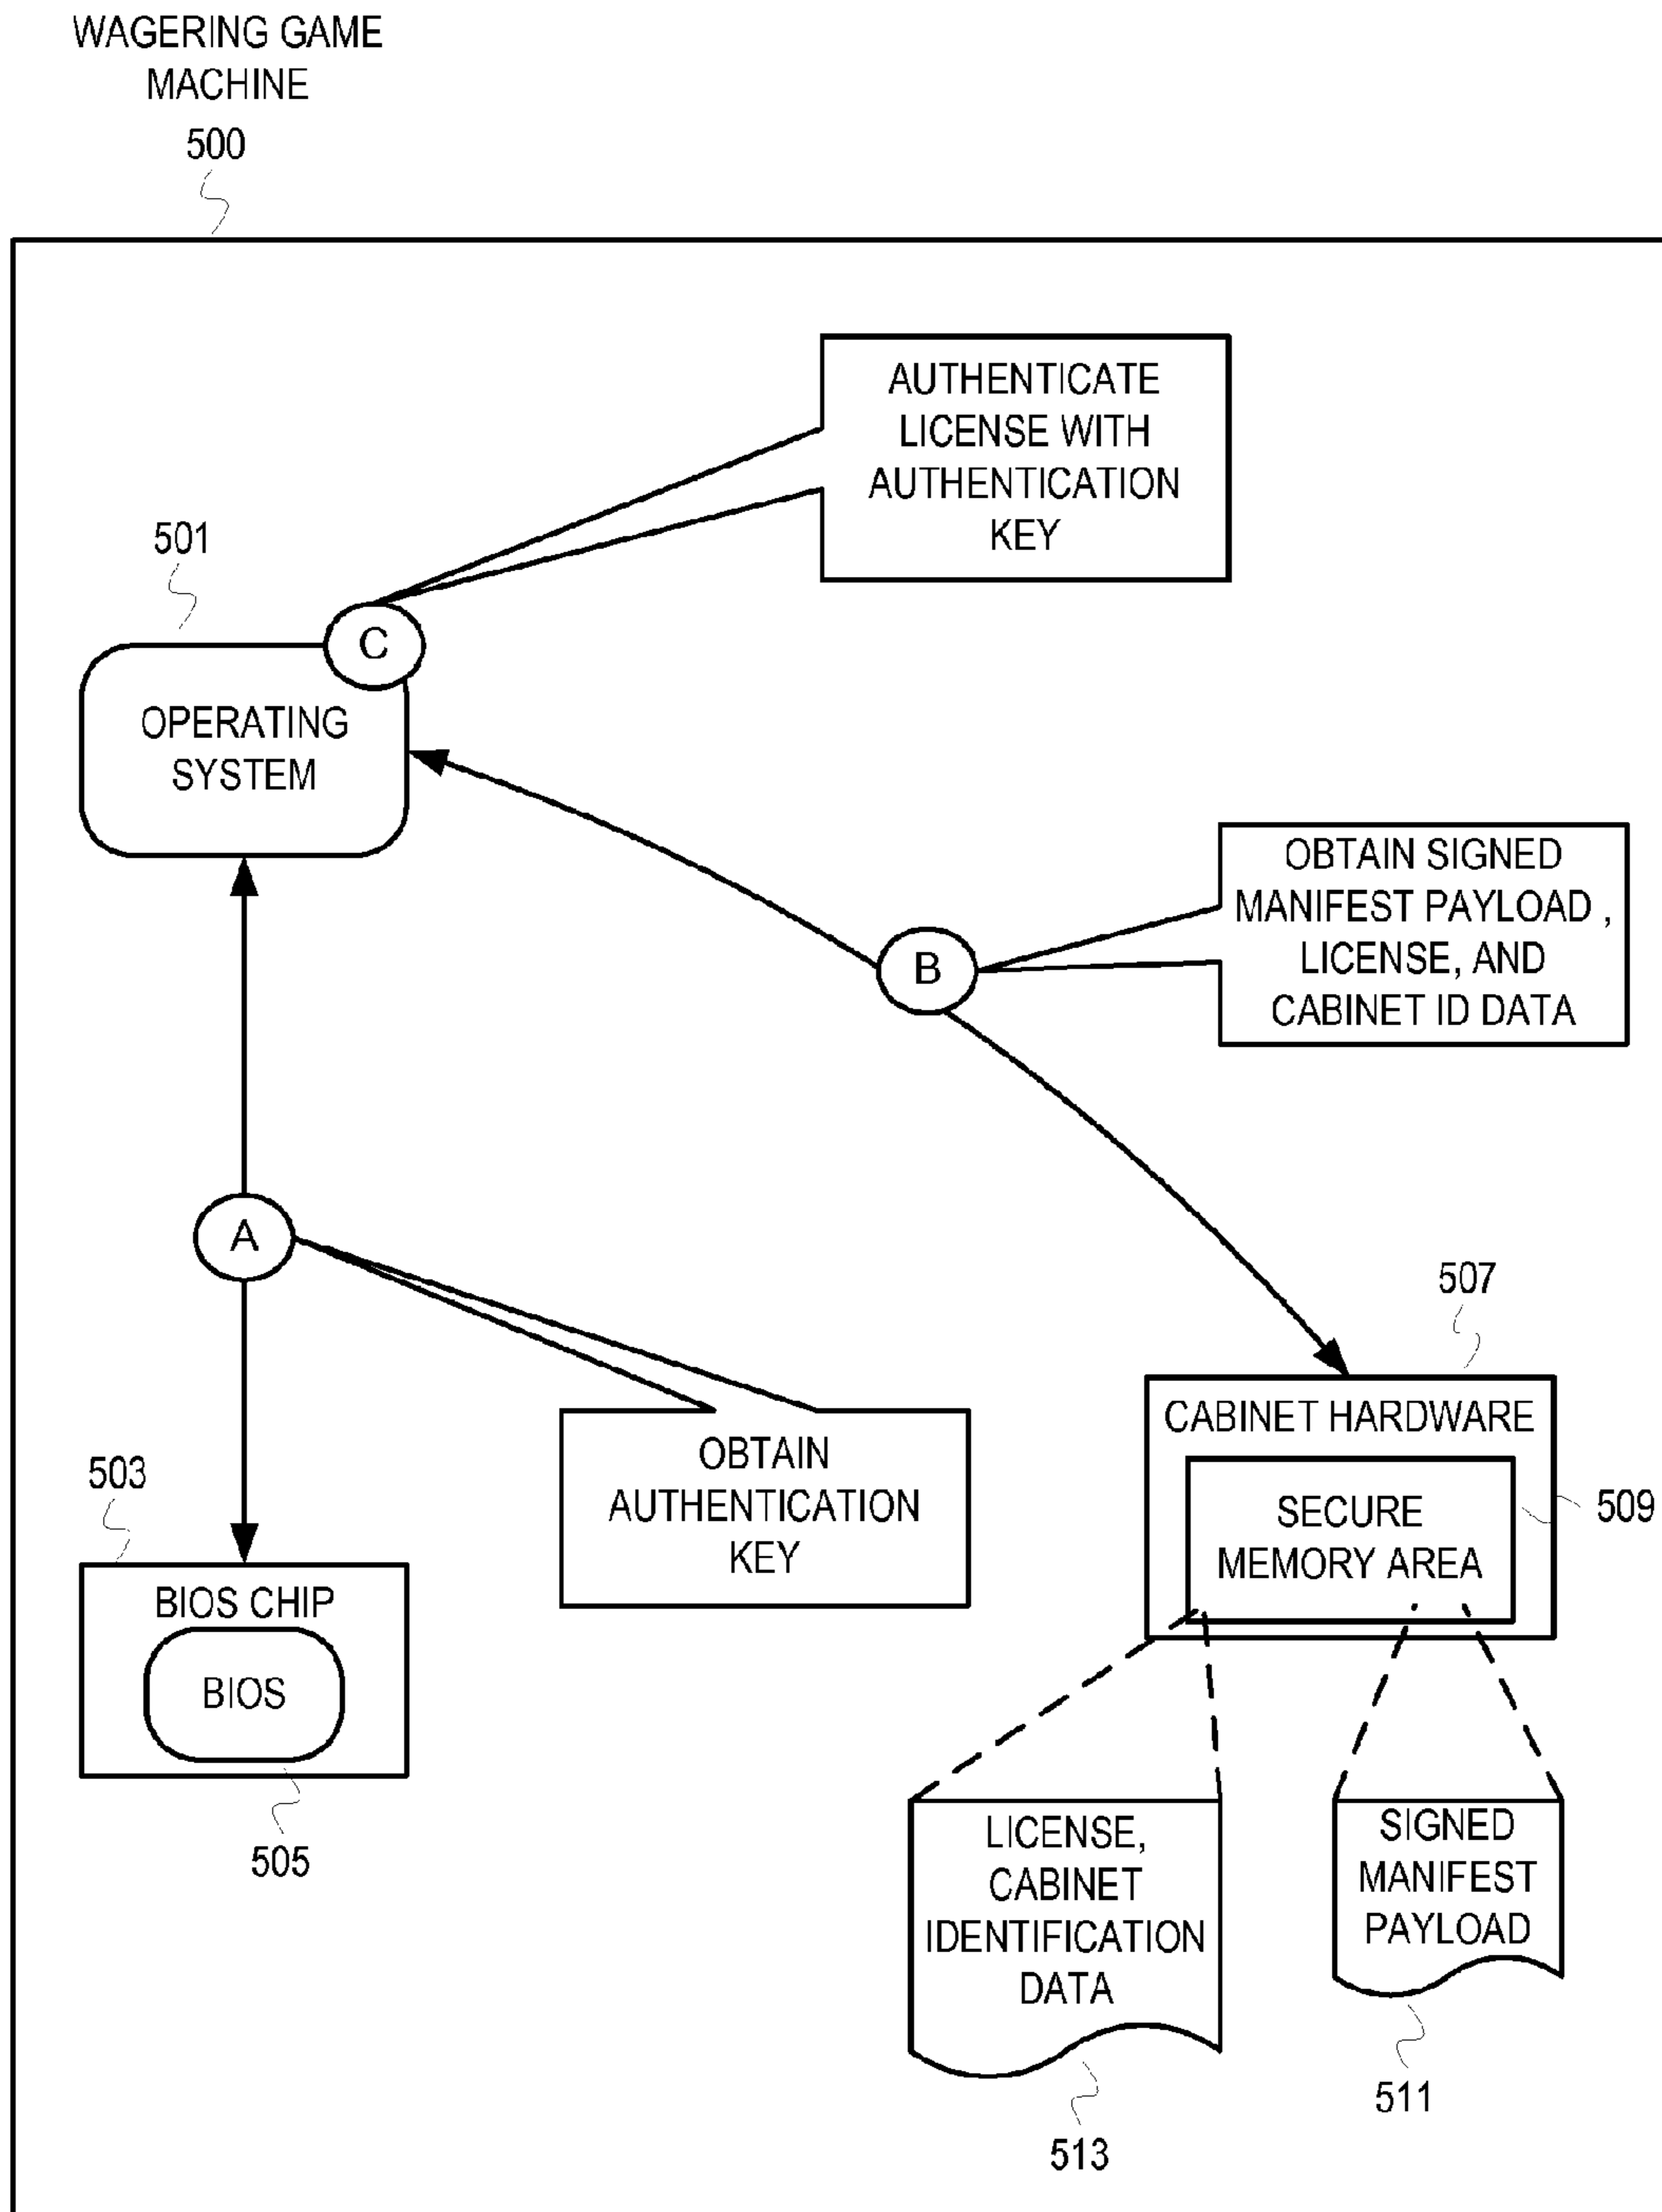 WAGERING GAME
MACHINE
500
AUTHENTICATE
LICENSE WITH
AUTHENTICATION
KEY
501
C
OPERATING
SYSTEM
OBTAIN SIGNED
MANIFEST PAYLOAD ,
LICENSE, AND
CABINET ID DATA
B
A
507
CABINET HARDWARE
SECURE
MEMORY AREA
509
OBTAIN
AUTHENTICATION
KEY
503
BIOS CHIP
BIOS
505
LICENSE,
CABINET
IDENTIFICATION
DATA
513
SIGNED
MANIFEST
PAYLOAD
511